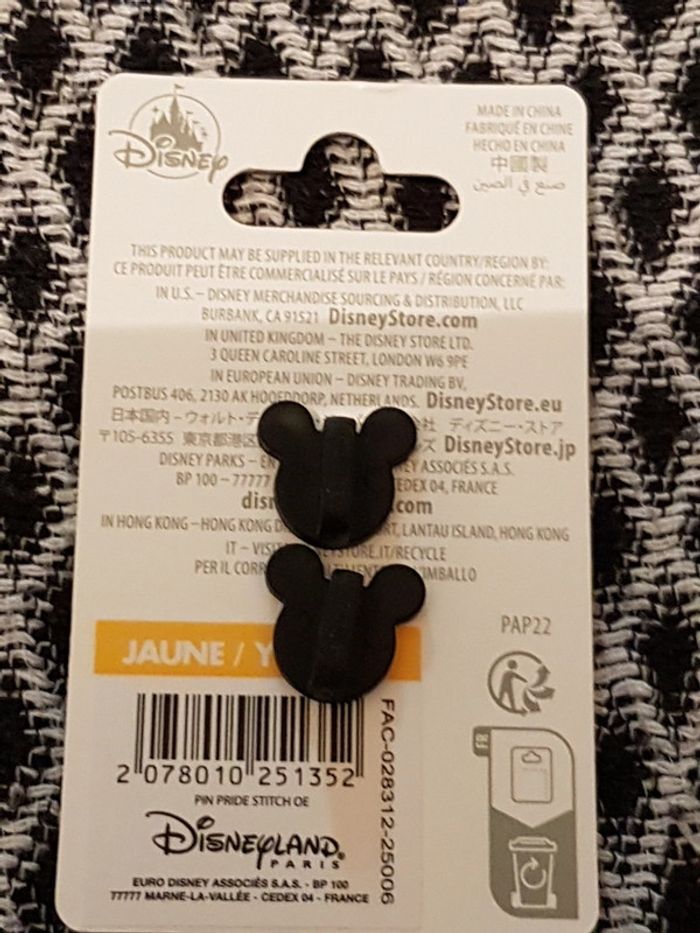 Disney
MADE IN CHINA
FABRIQUÉ EN CHINE
HECHO EN CHINA
中國製
صنع في الصين
THIS PRODUCT MAY BE SUPPLIED IN THE RELEVANT COUNTRY/REGION BY:
CE PRODUIT PEUT ÊTRE COMMERCIALISÉ SUR LE PAYS / RÉGION CONCERNÉ PAR:
IN U.S. – DISNEY MERCHANDISE SOURCING & DISTRIBUTION, LLC
BURBANK, CA 91521 DisneyStore.com
IN UNITED KINGDOM – THE DISNEY STORE LTD.
3 QUEEN CAROLINE STREET, LONDON W6 9PE
IN EUROPEAN UNION – DISNEY TRADING BV,
POSTBUS 406, 2130 AK HOOFDDORP, NETHERLANDS. DisneyStore.eu
日本国内 – ウォルト・デ 社 ディズニー・ストア
〒105-6355 東京都港区 DisneyStore.jp
DISNEY PARKS – EY ASSOCIÉS S.A.S.
BP 100 – 77777 CEDEX 04, FRANCE
.com
IN HONG KONG – HONG KONG LANTAU ISLAND, HONG KONG
IT –
PER IL
PAP22
JAUNE /
FR
2 078010 251352
FAC-028312-25006
PIN PRIDE STITCH OE
Disneyland
PARIS
EURO DISNEY ASSOCIÉS S.A.S. - BP 100
77777 MARNE-LA-VALLÉE - CEDEX 04 - FRANCE